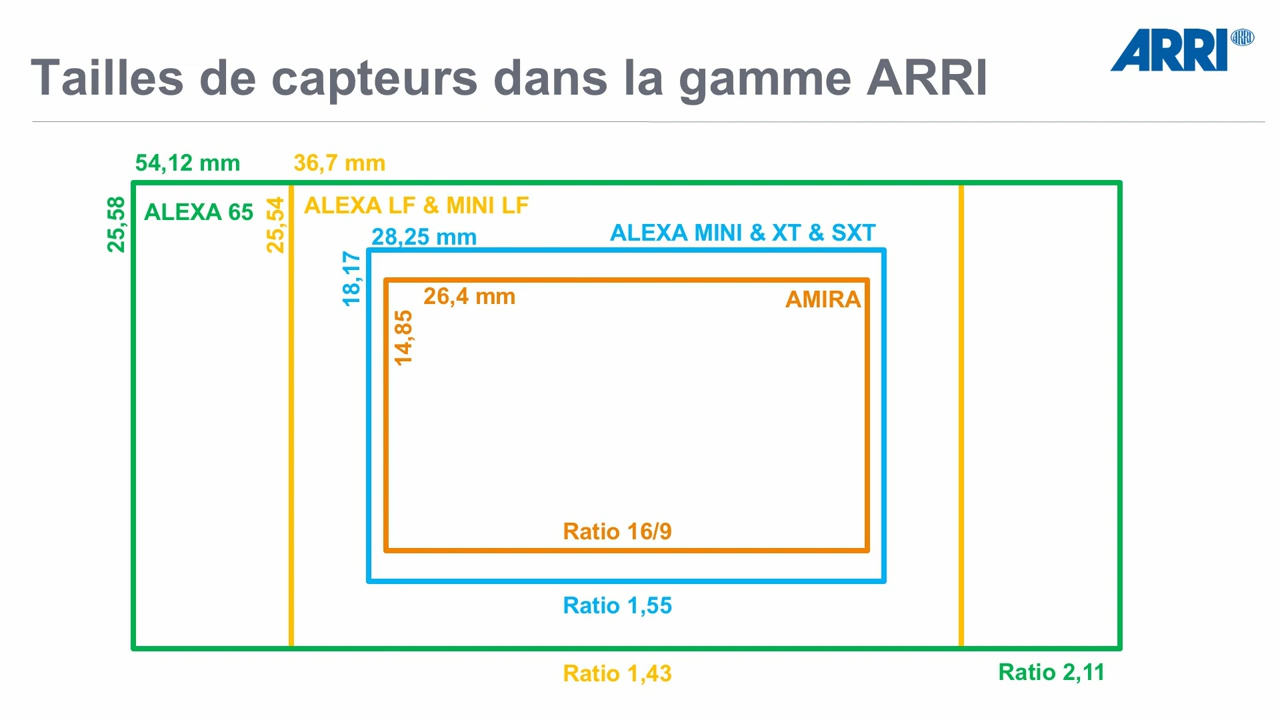 ARRI
ARRI
Tailles de capteurs dans la gamme ARRI
54,12 mm
36,7 mm
25,58
ALEXA 65
25,54
ALEXA LF & MINI LF
28,25 mm
ALEXA MINI & XT & SXT
18,17
26,4 mm
AMIRA
14,85
Ratio 16/9
Ratio 1,55
Ratio 1,43
Ratio 2,11